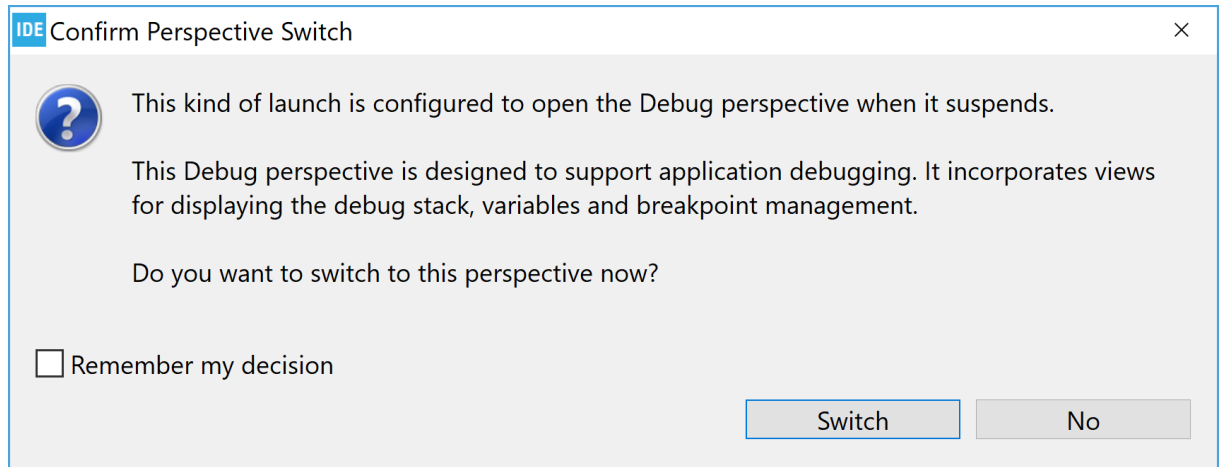 IDE Confirm Perspective Switch
This kind of launch is configured to open the Debug perspective when it suspends.
This Debug perspective is designed to support application debugging. It incorporates views
for displaying the debug stack, variables and breakpoint management.
Do you want to switch to this perspective now?
Remember my decision
Switch No